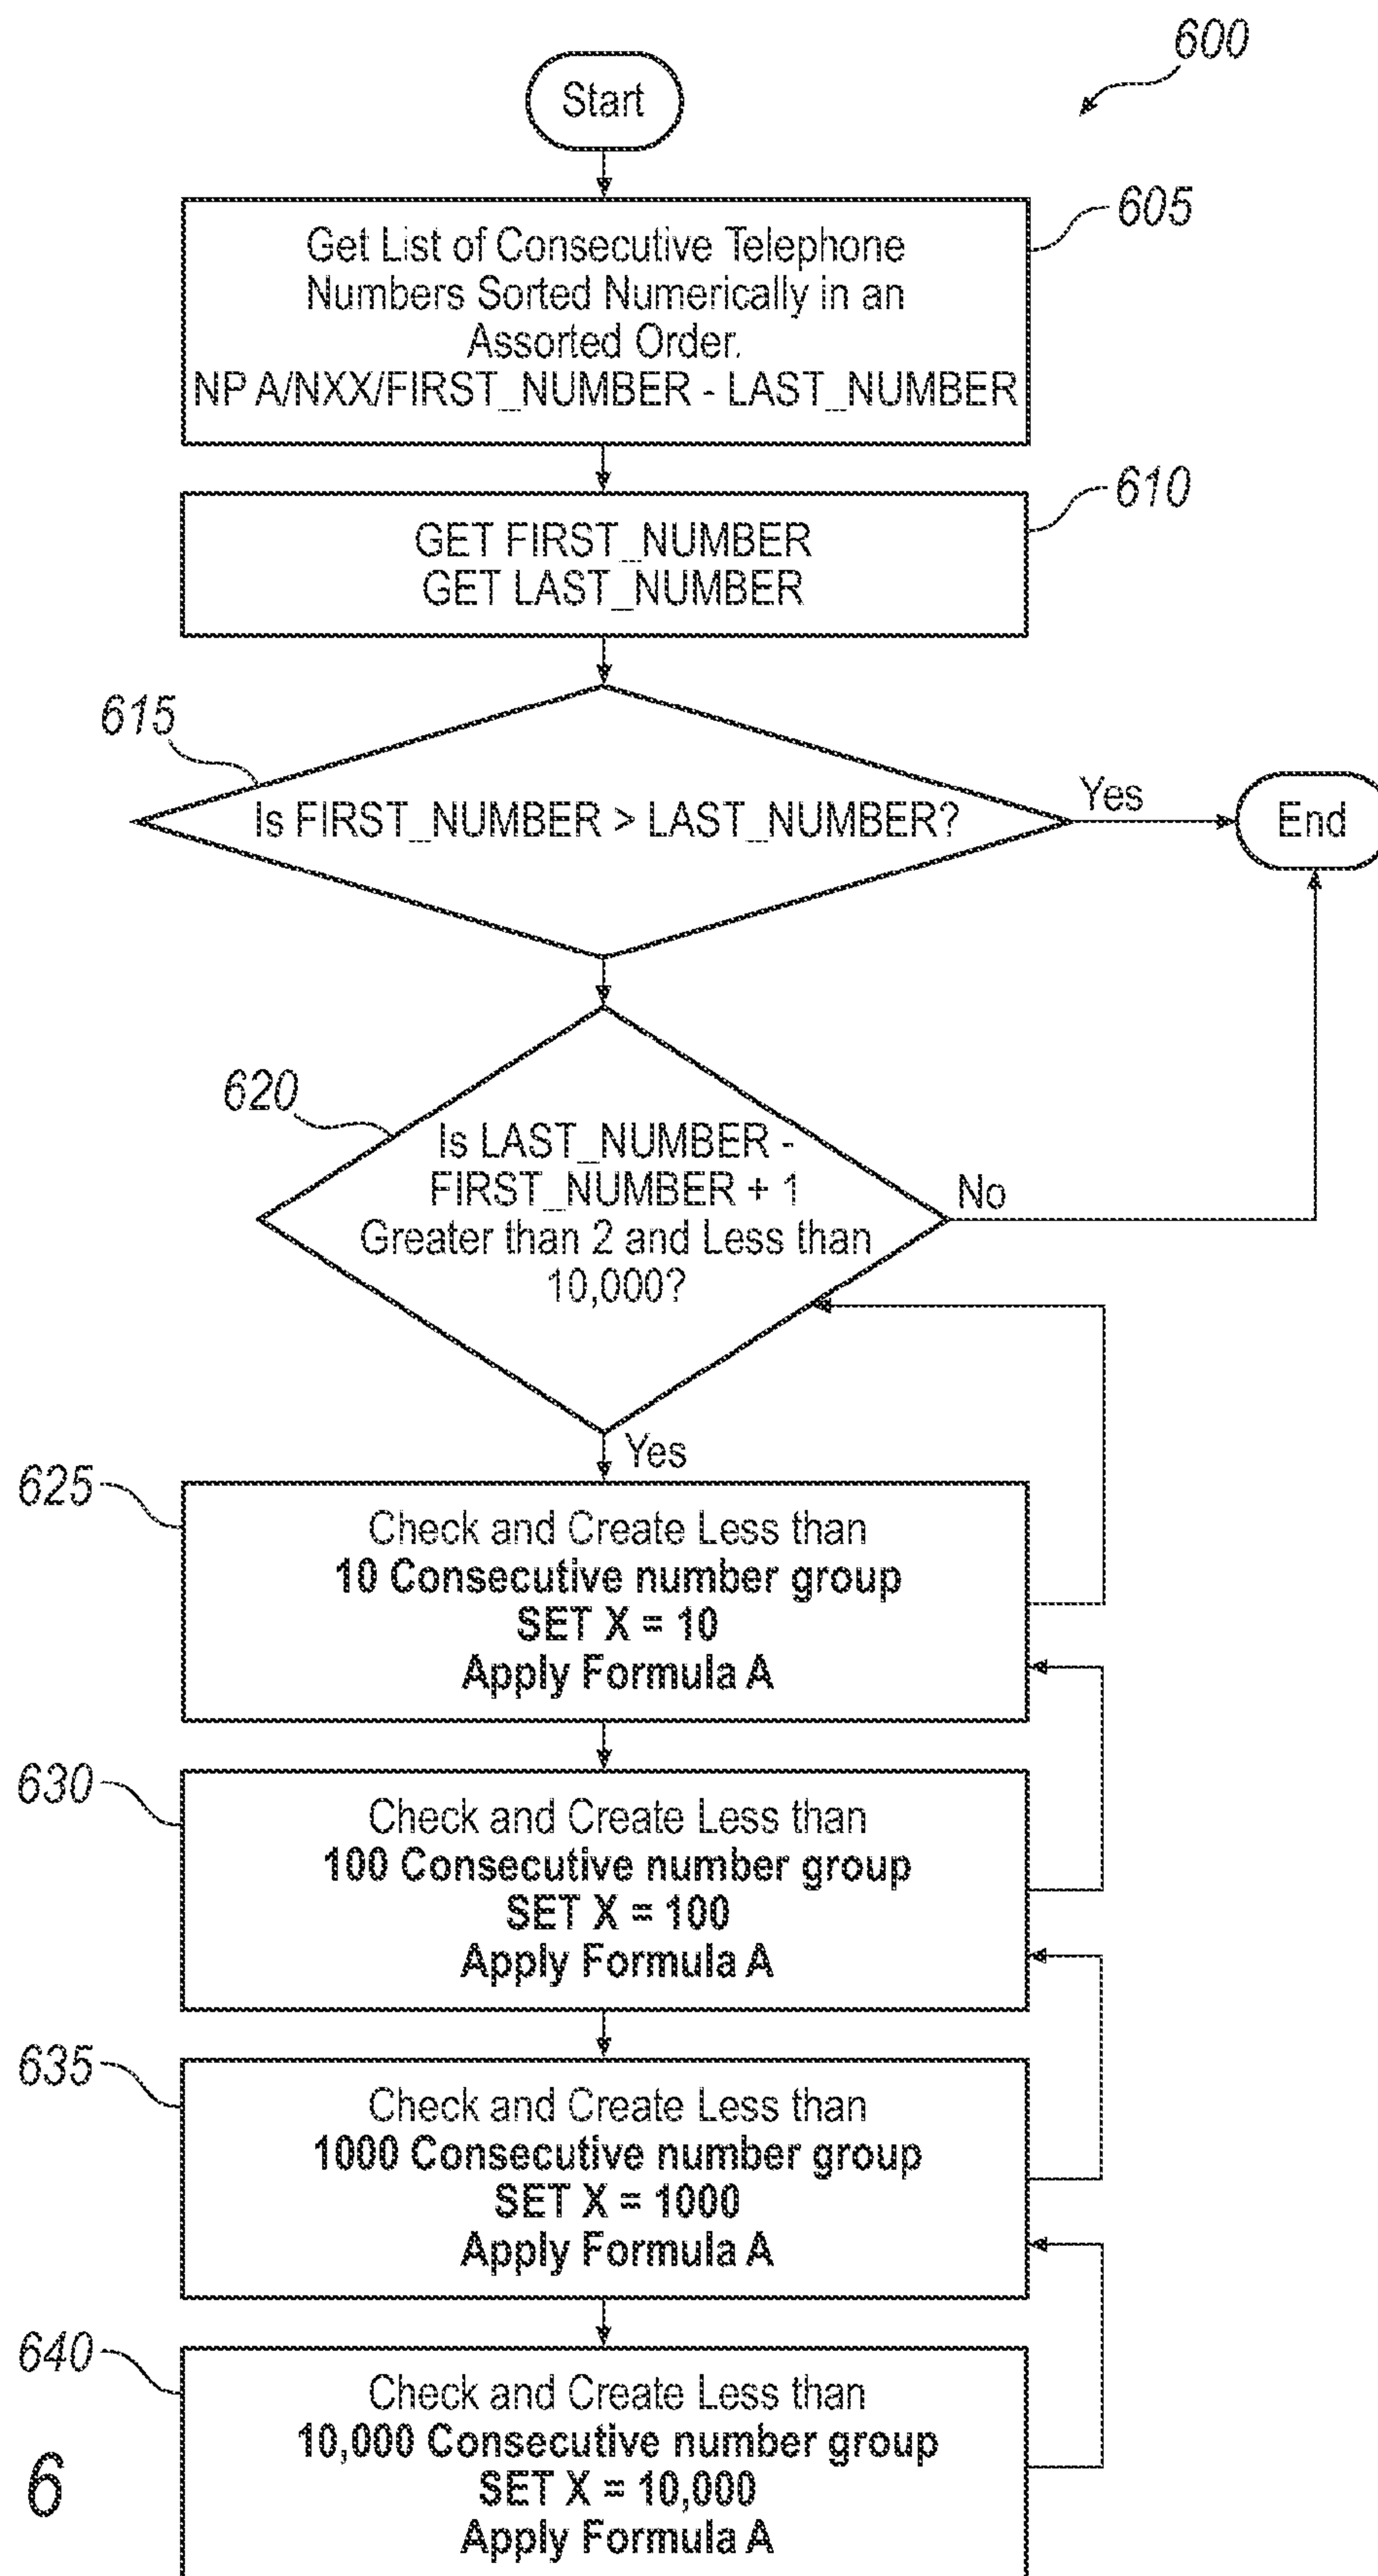 600
Start
605
Get List of Consecutive Telephone
Numbers Sorted Numerically in an
Assorted Order.
NP A/NXX/FIRST_NUMBER - LAST_NUMBER
610
GET FIRST_NUMBER
GET LAST_NUMBER
615
Is FIRST_NUMBER > LAST_NUMBER?
Yes
End
620
Is LAST_NUMBER -
FIRST_NUMBER + 1
Greater than 2 and Less than
10,000?
No
Yes
625
Check and Create Less than
10 Consecutive number group
SET X = 10
Apply Formula A
630
Check and Create Less than
100 Consecutive number group
SET X = 100
Apply Formula A
635
Check and Create Less than
1000 Consecutive number group
SET X = 1000
Apply Formula A
640
Check and Create Less than
10,000 Consecutive number group
SET X = 10,000
Apply Formula A
6